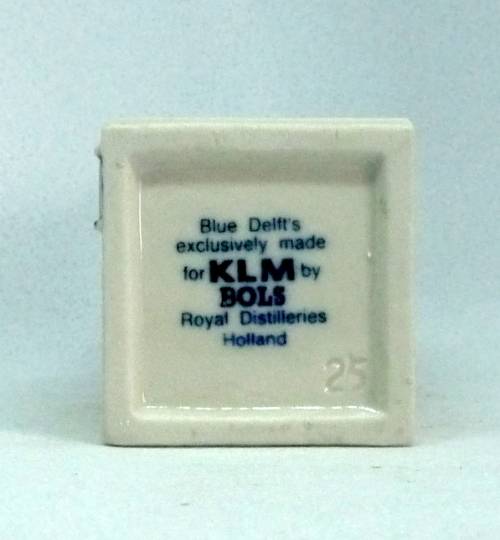 Blue Delft's
exclusively made
for KLM by
BOLS
Royal Distilleries
Holland
25